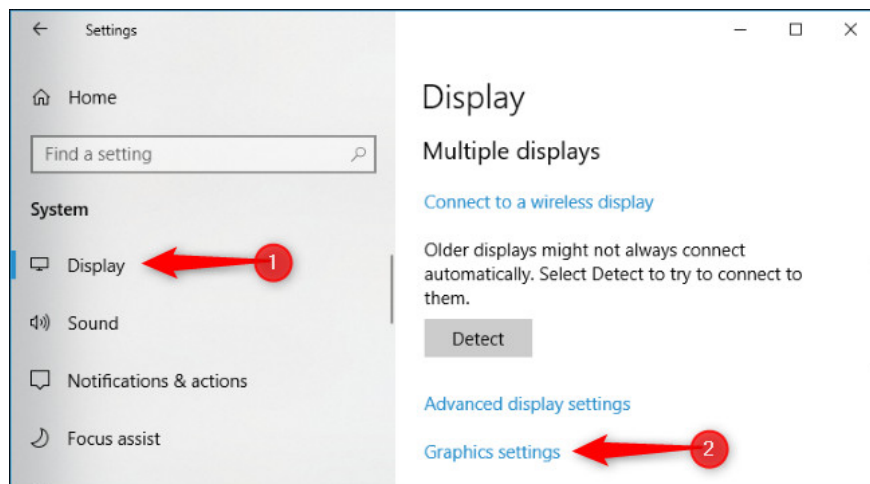 Settings
Home
Find a setting
System
Display
1
Sound
Notifications & actions
Focus assist
Display
Multiple displays
Connect to a wireless display
Older displays might not always connect
automatically. Select Detect to try to connect to
them.
Detect
Advanced display settings
Graphics settings
2